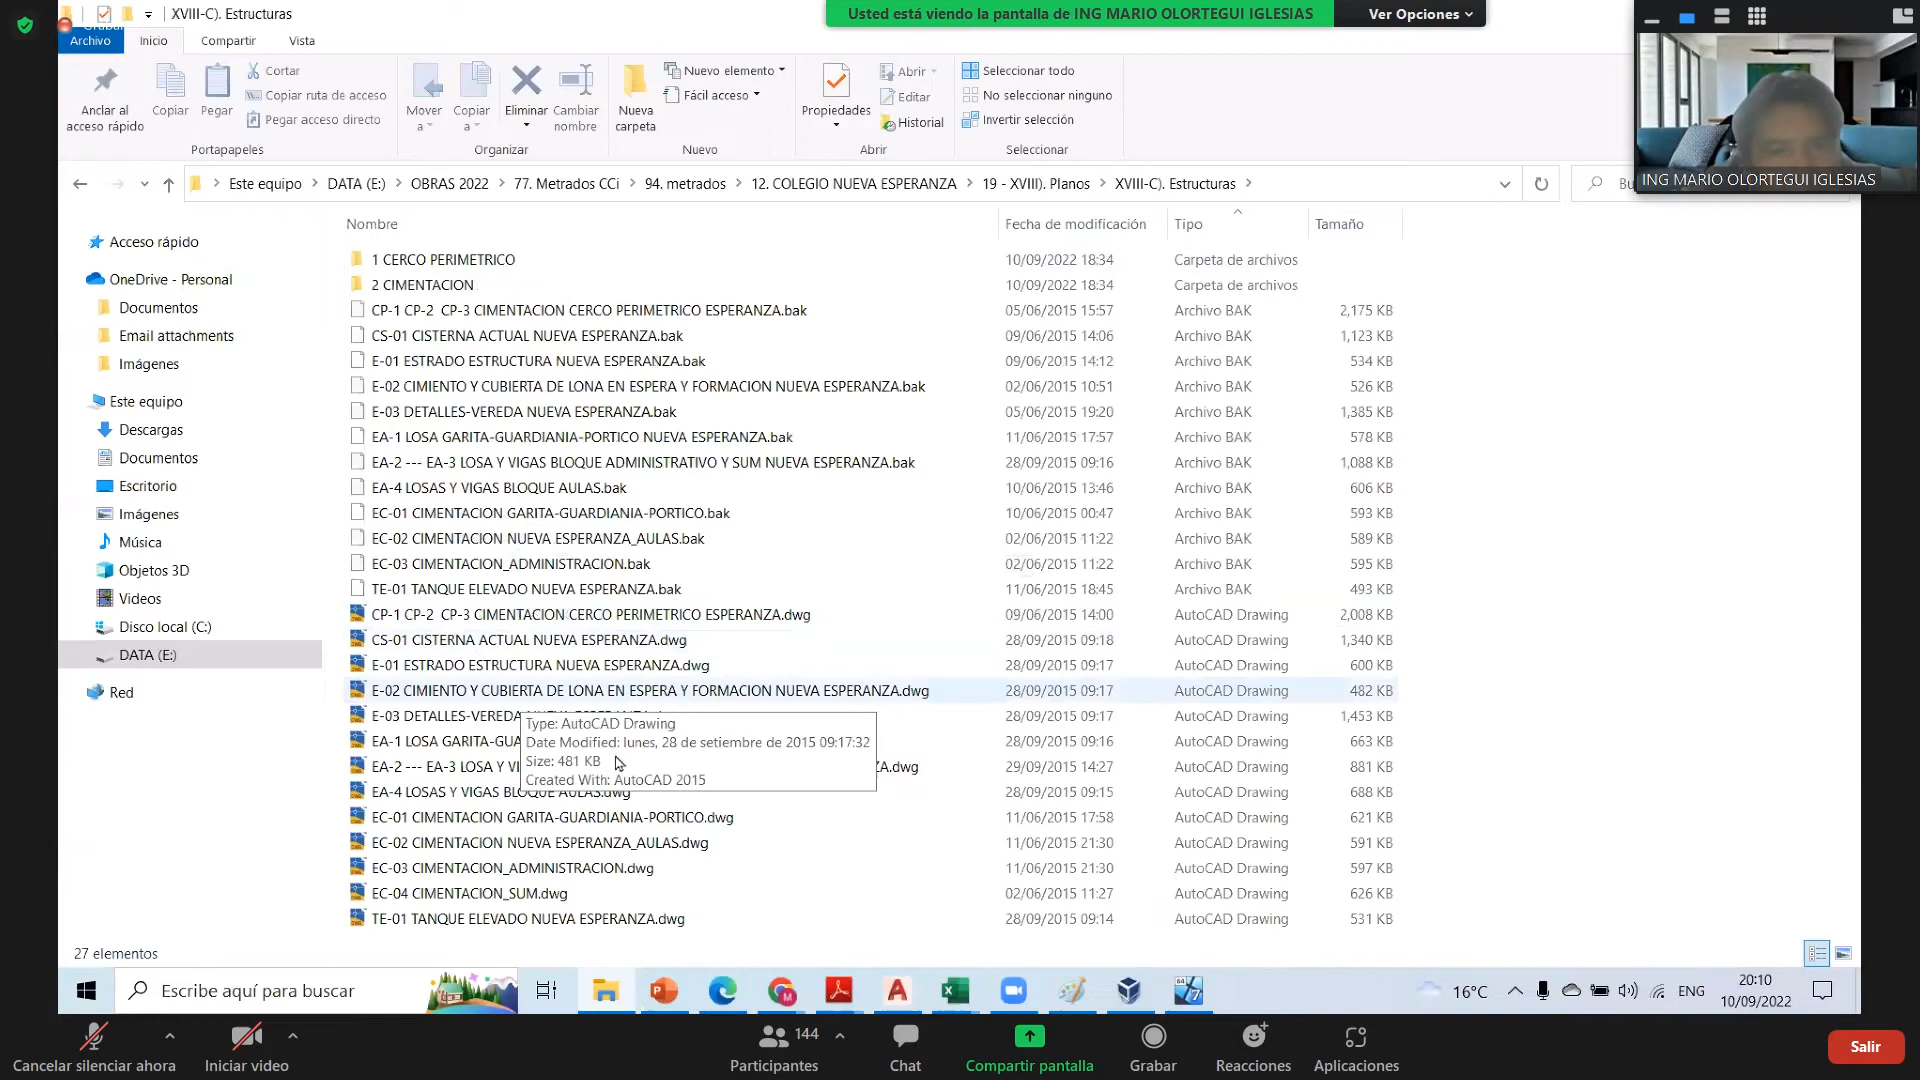 XVIII-C). Estructuras
Usted está viendo la pantalla de ING MARIO OLORTEGUI IGLESIAS
Ver Opciones
Archivo
Inicio
Compartir
Vista
Anclar al acceso rápido
Copiar
Pegar
Cortar
Copiar ruta de acceso
Pegar acceso directo
Portapapeles
Mover a
Copiar a
Eliminar
Cambiar nombre
Organizar
Nueva carpeta
Nuevo elemento
Fácil acceso
Nuevo
Propiedades
Abrir
Editar
Historial
Abrir
Seleccionar todo
No seleccionar ninguno
Invertir selección
Seleccionar
ING MARIO OLORTEGUI IGLESIAS
Este equipo > DATA (E:) > OBRAS 2022 > 77. Metrados CCi > 94. metrados > 12. COLEGIO NUEVA ESPERANZA > 19 - XVIII). Planos > XVIII-C). Estructuras >
Nombre Fecha de modificación Tipo Tamaño
Acceso rápido
OneDrive - Personal
Documentos
Email attachments
Imágenes
Este equipo
Descargas
Documentos
Escritorio
Imágenes
Música
Objetos 3D
Videos
Disco local (C:)
DATA (E:)
Red
1 CERCO PERIMETRICO 10/09/2022 18:34 Carpeta de archivos
2 CIMENTACION 10/09/2022 18:34 Carpeta de archivos
CP-1 CP-2 CP-3 CIMENTACION CERCO PERIMETRICO ESPERANZA.bak 05/06/2015 15:57 Archivo BAK 2,175 KB
CS-01 CISTERNA ACTUAL NUEVA ESPERANZA.bak 09/06/2015 14:06 Archivo BAK 1,123 KB
E-01 ESTRADO ESTRUCTURA NUEVA ESPERANZA.bak 09/06/2015 14:12 Archivo BAK 534 KB
E-02 CIMIENTO Y CUBIERTA DE LONA EN ESPERA Y FORMACION NUEVA ESPERANZA.bak 02/06/2015 10:51 Archivo BAK 526 KB
E-03 DETALLES-VEREDA NUEVA ESPERANZA.bak 05/06/2015 19:20 Archivo BAK 1,385 KB
EA-1 LOSA GARITA-GUARDIANIA-PORTICO NUEVA ESPERANZA.bak 11/06/2015 17:57 Archivo BAK 578 KB
EA-2 --- EA-3 LOSA Y VIGAS BLOQUE ADMINISTRATIVO Y SUM NUEVA ESPERANZA.bak 28/09/2015 09:16 Archivo BAK 1,088 KB
EA-4 LOSAS Y VIGAS BLOQUE AULAS.bak 10/06/2015 13:46 Archivo BAK 606 KB
EC-01 CIMENTACION GARITA-GUARDIANIA-PORTICO.bak 10/06/2015 00:47 Archivo BAK 593 KB
EC-02 CIMENTACION NUEVA ESPERANZA_AULAS.bak 02/06/2015 11:22 Archivo BAK 589 KB
EC-03 CIMENTACION_ADMINISTRACION.bak 02/06/2015 11:22 Archivo BAK 595 KB
TE-01 TANQUE ELEVADO NUEVA ESPERANZA.bak 11/06/2015 18:45 Archivo BAK 493 KB
CP-1 CP-2 CP-3 CIMENTACION CERCO PERIMETRICO ESPERANZA.dwg 09/06/2015 14:00 AutoCAD Drawing 2,008 KB
CS-01 CISTERNA ACTUAL NUEVA ESPERANZA.dwg 28/09/2015 09:18 AutoCAD Drawing 1,340 KB
E-01 ESTRADO ESTRUCTURA NUEVA ESPERANZA.dwg 28/09/2015 09:17 AutoCAD Drawing 600 KB
E-02 CIMIENTO Y CUBIERTA DE LONA EN ESPERA Y FORMACION NUEVA ESPERANZA.dwg 28/09/2015 09:17 AutoCAD Drawing 482 KB
E-03 DETALLES-VEREDA 28/09/2015 09:17 AutoCAD Drawing 1,453 KB
EA-1 LOSA GARITA-GUA 28/09/2015 09:16 AutoCAD Drawing 663 KB
EA-2 --- EA-3 LOSA Y VI ZA.dwg 29/09/2015 14:27 AutoCAD Drawing 881 KB
EA-4 LOSAS Y VIGAS BLOQUE AULAS.dwg 28/09/2015 09:15 AutoCAD Drawing 688 KB
EC-01 CIMENTACION GARITA-GUARDIANIA-PORTICO.dwg 11/06/2015 17:58 AutoCAD Drawing 621 KB
EC-02 CIMENTACION NUEVA ESPERANZA_AULAS.dwg 11/06/2015 21:30 AutoCAD Drawing 591 KB
EC-03 CIMENTACION_ADMINISTRACION.dwg 11/06/2015 21:30 AutoCAD Drawing 597 KB
EC-04 CIMENTACION_SUM.dwg 02/06/2015 11:27 AutoCAD Drawing 626 KB
TE-01 TANQUE ELEVADO NUEVA ESPERANZA.dwg 28/09/2015 09:14 AutoCAD Drawing 531 KB
Type: AutoCAD Drawing
Date Modified: lunes, 28 de setiembre de 2015 09:17:32
Size: 481 KB
Created With: AutoCAD 2015
27 elementos
Escribe aquí para buscar
16°C
ENG
20:10
10/09/2022
Cancelar silenciar ahora
Iniciar video
144
Participantes
Chat
Compartir pantalla
Grabar
Reacciones
Aplicaciones
Salir